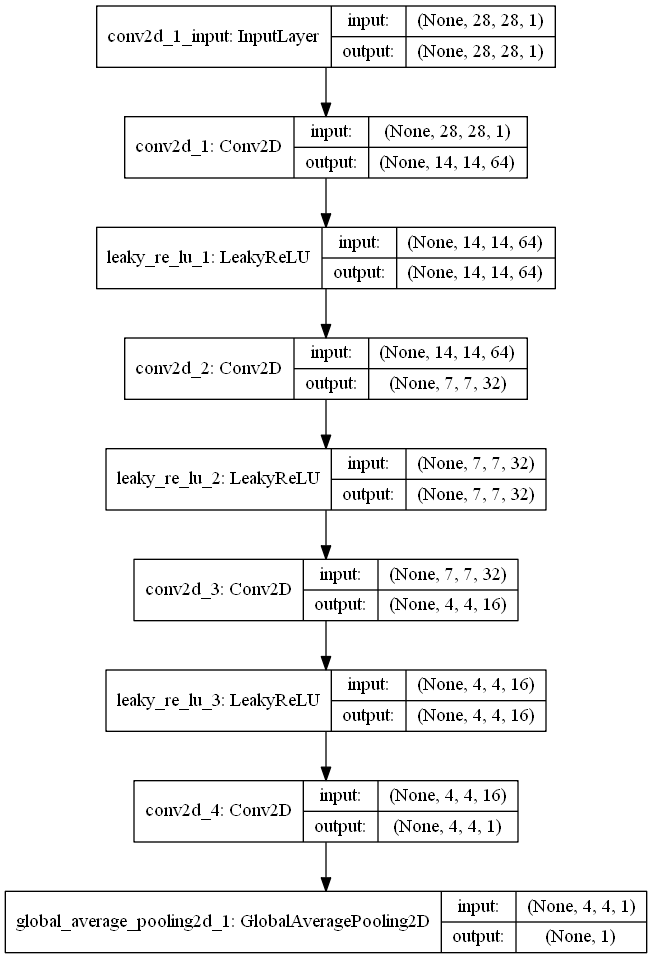 conv2d_1_input: InputLayer
input: (None, 28, 28, 1)
output: (None, 28, 28, 1)
conv2d_1: Conv2D
input: (None, 28, 28, 1)
output: (None, 14, 14, 64)
leaky_re_lu_1: LeakyReLU
input: (None, 14, 14, 64)
output: (None, 14, 14, 64)
conv2d_2: Conv2D
input: (None, 14, 14, 64)
output: (None, 7, 7, 32)
leaky_re_lu_2: LeakyReLU
input: (None, 7, 7, 32)
output: (None, 7, 7, 32)
conv2d_3: Conv2D
input: (None, 7, 7, 32)
output: (None, 4, 4, 16)
leaky_re_lu_3: LeakyReLU
input: (None, 4, 4, 16)
output: (None, 4, 4, 16)
conv2d_4: Conv2D
input: (None, 4, 4, 16)
output: (None, 4, 4, 1)
global_average_pooling2d_1: GlobalAveragePooling2D
input: (None, 4, 4, 1)
output: (None, 1)